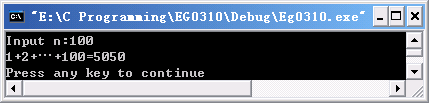 "E:\C Programming\EG0310\Debug\Eg0310.exe"
Input n:100
1+2+…+100=5050
Press any key to continue